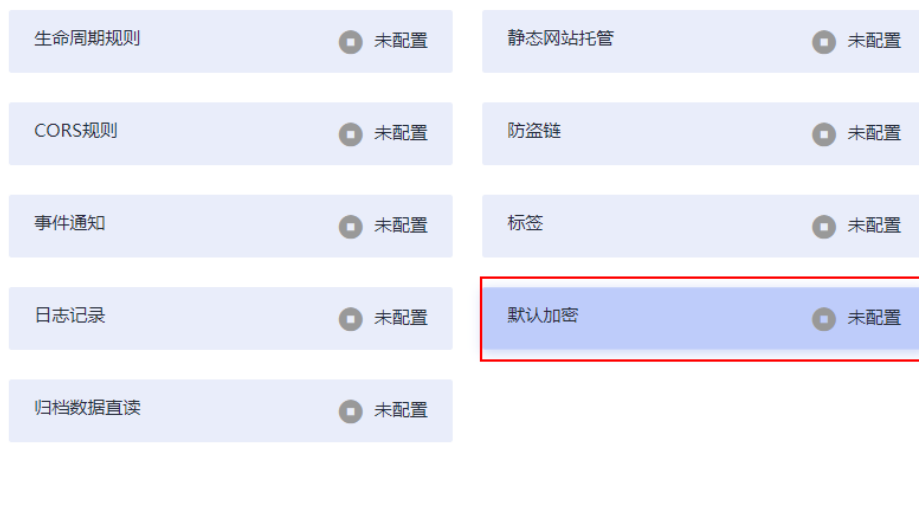 生命周期规则 未配置 静态网站托管 未配置
CORS规则 未配置 防盗链 未配置
事件通知 未配置 标签 未配置
日志记录 未配置 默认加密 未配置
归档数据直读 未配置